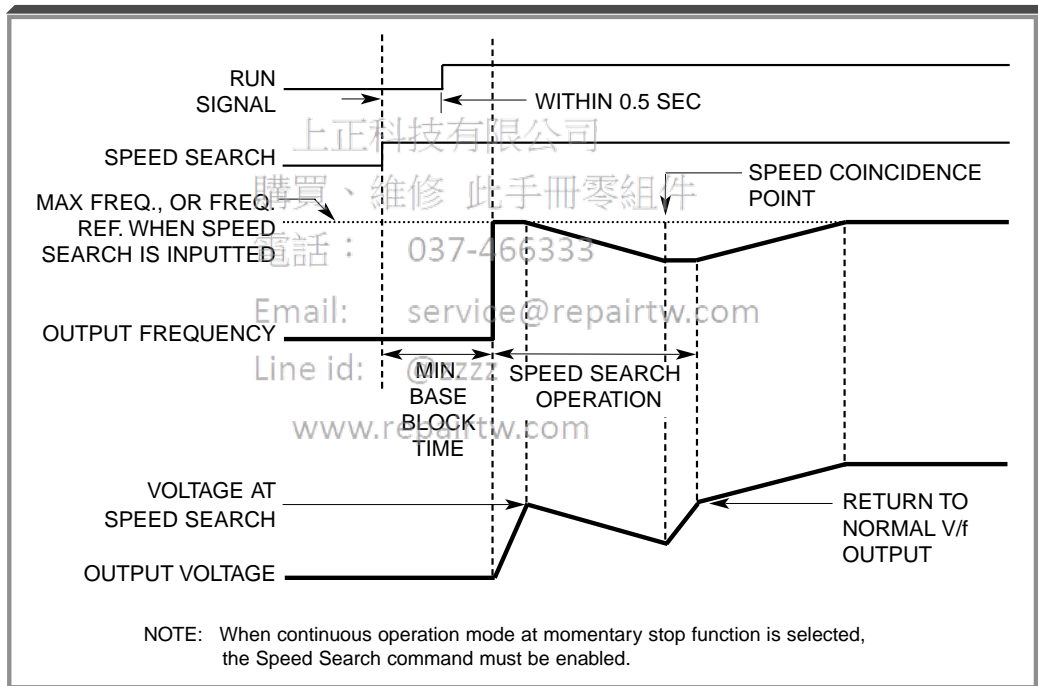 RUN
SIGNAL
WITHIN 0.5 SEC
上正科技有限公司
SPEED SEARCH
SPEED COINCIDENCE
POINT
購買、維修 此手冊零組件
MAX FREQ., OR FREQ.
REF. WHEN SPEED
SEARCH IS INPUTTED
電話： 037-466333
Email: service@repairtw.com
OUTPUT FREQUENCY
Line id: @zzzz
MIN.
BASE
BLOCK
TIME
SPEED SEARCH
OPERATION
www.repairtw.com
VOLTAGE AT
SPEED SEARCH
RETURN TO
NORMAL V/f
OUTPUT
OUTPUT VOLTAGE
NOTE: When continuous operation mode at momentary stop function is selected,
the Speed Search command must be enabled.